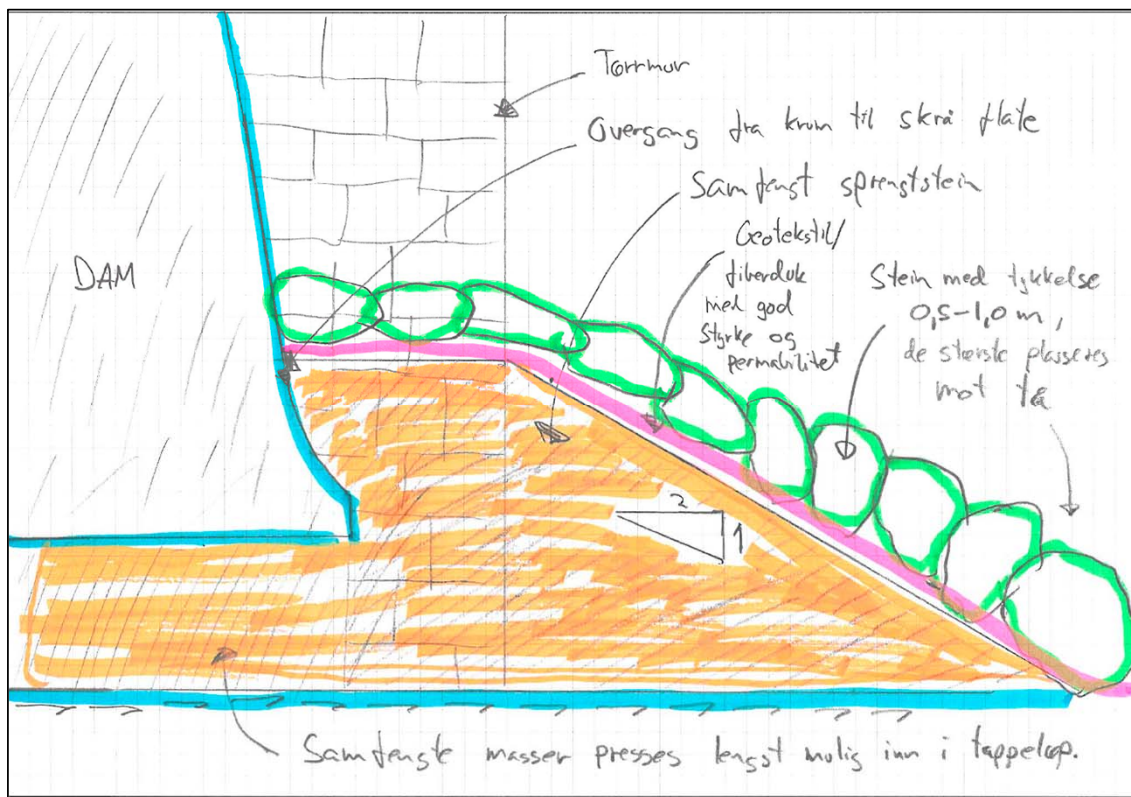 Tørrmur
Overgang fra krum til skrå flate
Samfengt sprengtstein
Geotekstil/
fiberduk
med god
styrke og
permabilitet
DAM
Stein med tykkelse
0,5-1,0 m,
de største plasseres
mot tå
2
1
Samfengte masser presses lengst mulig inn i tappeløp.